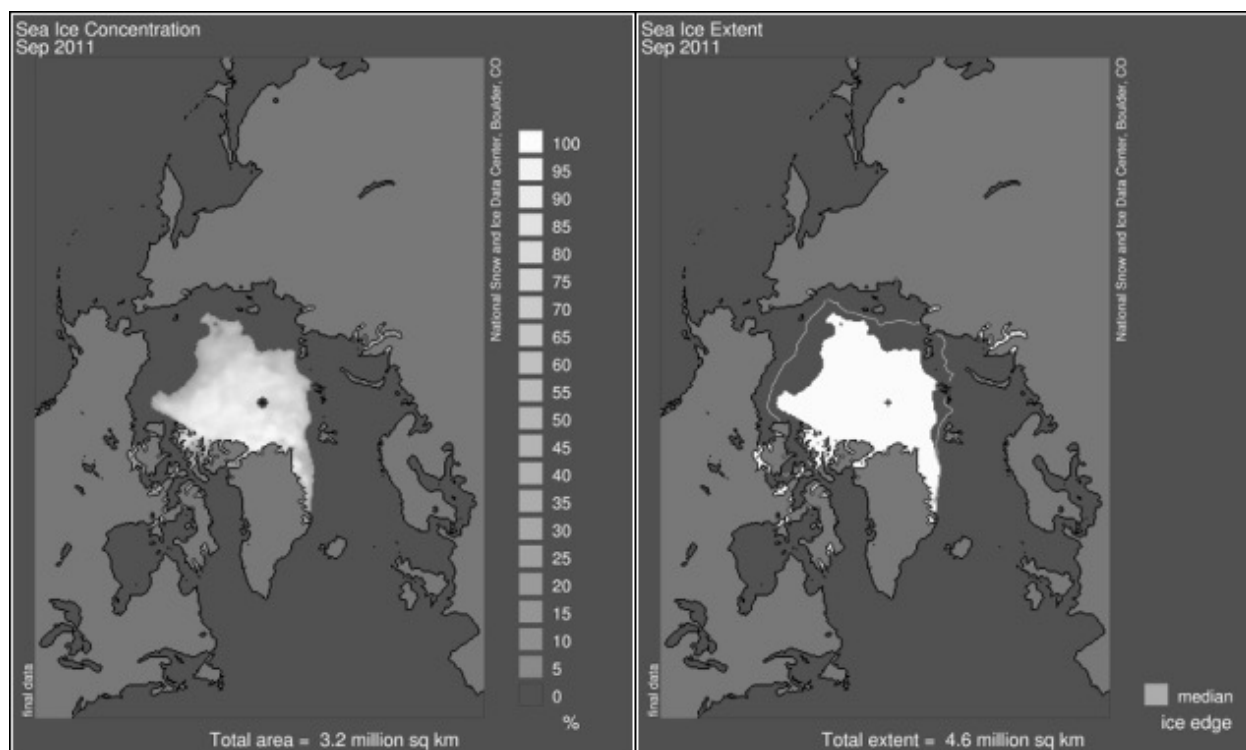 Sea Ice Concentration
Sep 2011
National Snow and Ice Data Center, Boulder, CO
100
95
90
85
80
75
70
65
60
55
50
45
40
35
30
25
20
15
10
5
0
%
final data
Total area = 3.2 million sq km
Sea Ice Extent
Sep 2011
National Snow and Ice Data Center, Boulder, CO
median
ice edge
final data
Total extent = 4.6 million sq km